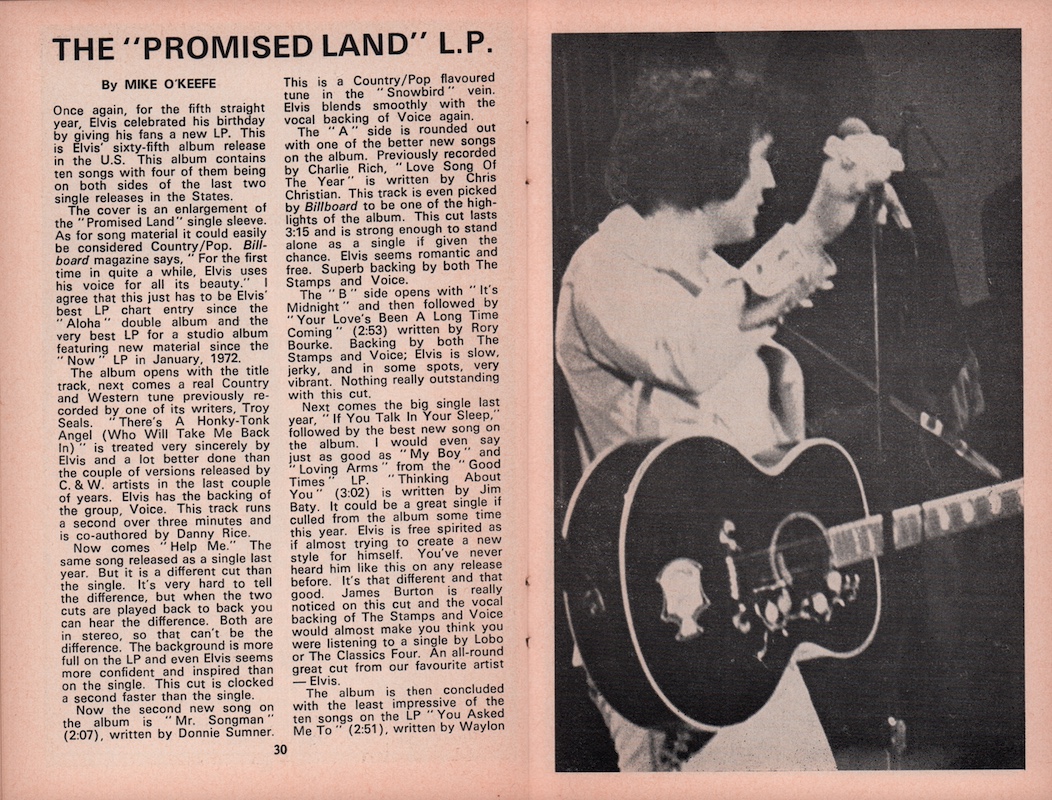 THE "PROMISED LAND" L.P.
By MIKE O'KEEFE
Once again, for the fifth straight
year, Elvis celebrated his birthday
by giving his fans a new LP. This
is Elvis' sixty-fifth album release
in the U.S. This album contains
ten songs with four of them being
on both sides of the last two
single releases in the States.
The cover is an enlargement of
the "Promised Land" single sleeve.
As for song material it could easily
be considered Country/Pop. Bill-
board magazine says, "For the first
time in quite a while, Elvis uses
his voice for all its beauty." I
agree that this just has to be Elvis'
best LP chart entry since the
"Aloha" double album and the
very best LP for a studio album
featuring new material since the
"Now" LP in January, 1972.
The album opens with the title
track, next comes a real Country
and Western tune previously re-
corded by one of its writers, Troy
Seals. "There's A Honky-Tonk
Angel (Who Will Take Me Back
In)" is treated very sincerely by
Elvis and a lot better done than
the couple of versions released by
C. & W. artists in the last couple
of years. Elvis has the backing of
the group, Voice. This track runs
a second over three minutes and
is co-authored by Danny Rice.
Now comes "Help Me." The
same song released as a single last
year. But it is a different cut than
the single. It's very hard to tell
the difference, but when the two
cuts are played back to back you
can hear the difference. Both are
in stereo, so that can't be the
difference. The background is more
full on the LP and even Elvis seems
more confident and inspired than
on the single. This cut is clocked
a second faster than the single.
Now the second new song on
the album is "Mr. Songman"
(2:07), written by Donnie Sumner.
This is a Country/Pop flavoured
tune in the "Snowbird" vein.
Elvis blends smoothly with the
vocal backing of Voice again.
The "A" side is rounded out
with one of the better new songs
on the album. Previously recorded
by Charlie Rich, "Love Song Of
The Year" is written by Chris
Christian. This track is even picked
by Billboard to be one of the high-
lights of the album. This cut lasts
3:15 and is strong enough to stand
alone as a single if given the
chance. Elvis seems romantic and
free. Superb backing by both The
Stamps and Voice.
The "B" side opens with "It's
Midnight" and then followed by
"Your Love's Been A Long Time
Coming" (2:53) written by Rory
Bourke. Backing by both The
Stamps and Voice; Elvis is slow,
jerky, and in some spots, very
vibrant. Nothing really outstanding
with this cut.
Next comes the big single last
year, "If You Talk In Your Sleep,"
followed by the best new song on
the album. I would even say
just as good as "My Boy" and
"Loving Arms" from the "Good
Times" LP. "Thinking About
You" (3:02) is written by Jim
Baty. It could be a great single if
culled from the album some time
this year. Elvis is free spirited as
if almost trying to create a new
style for himself. You've never
heard him like this on any release
before. It's that different and that
good. James Burton is really
noticed on this cut and the vocal
backing of The Stamps and Voice
would almost make you think you
were listening to a single by Lobo
or The Classics Four. An all-round
great cut from our favourite artist
— Elvis.
The album is then concluded
with the least impressive of the
ten songs on the LP "You Asked
Me To" (2:51), written by Waylon
30